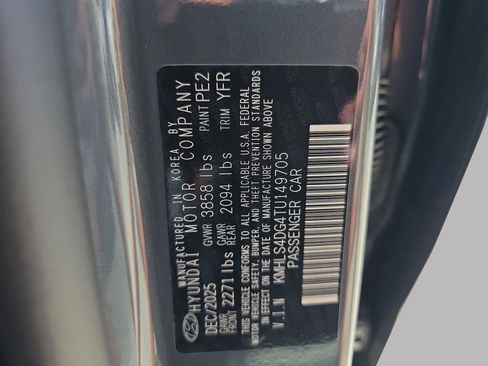 MANUFACTURED IN KOREA BY
HYUNDAI MOTOR COMPANY
DEC/2025 GVWR 3858 lbs PAINT PE2
GAWR FRONT 2271 lbs GAWR REAR 2094 lbs TRIM YFR
THIS VEHICLE CONFORMS TO ALL APPLICABLE U.S.A. FEDERAL
MOTOR VEHICLE SAFETY, BUMPER, AND THEFT PREVENTION STANDARDS
IN EFFECT ON THE DATE OF MANUFACTURE SHOWN ABOVE
V.I.N KMHLS4DG4TU149705
PASSENGER CAR